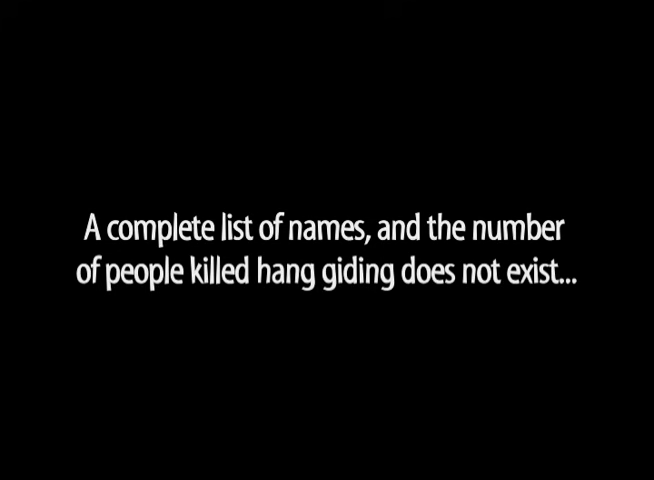 A complete list of names, and the number
of people killed hang giding does not exist...